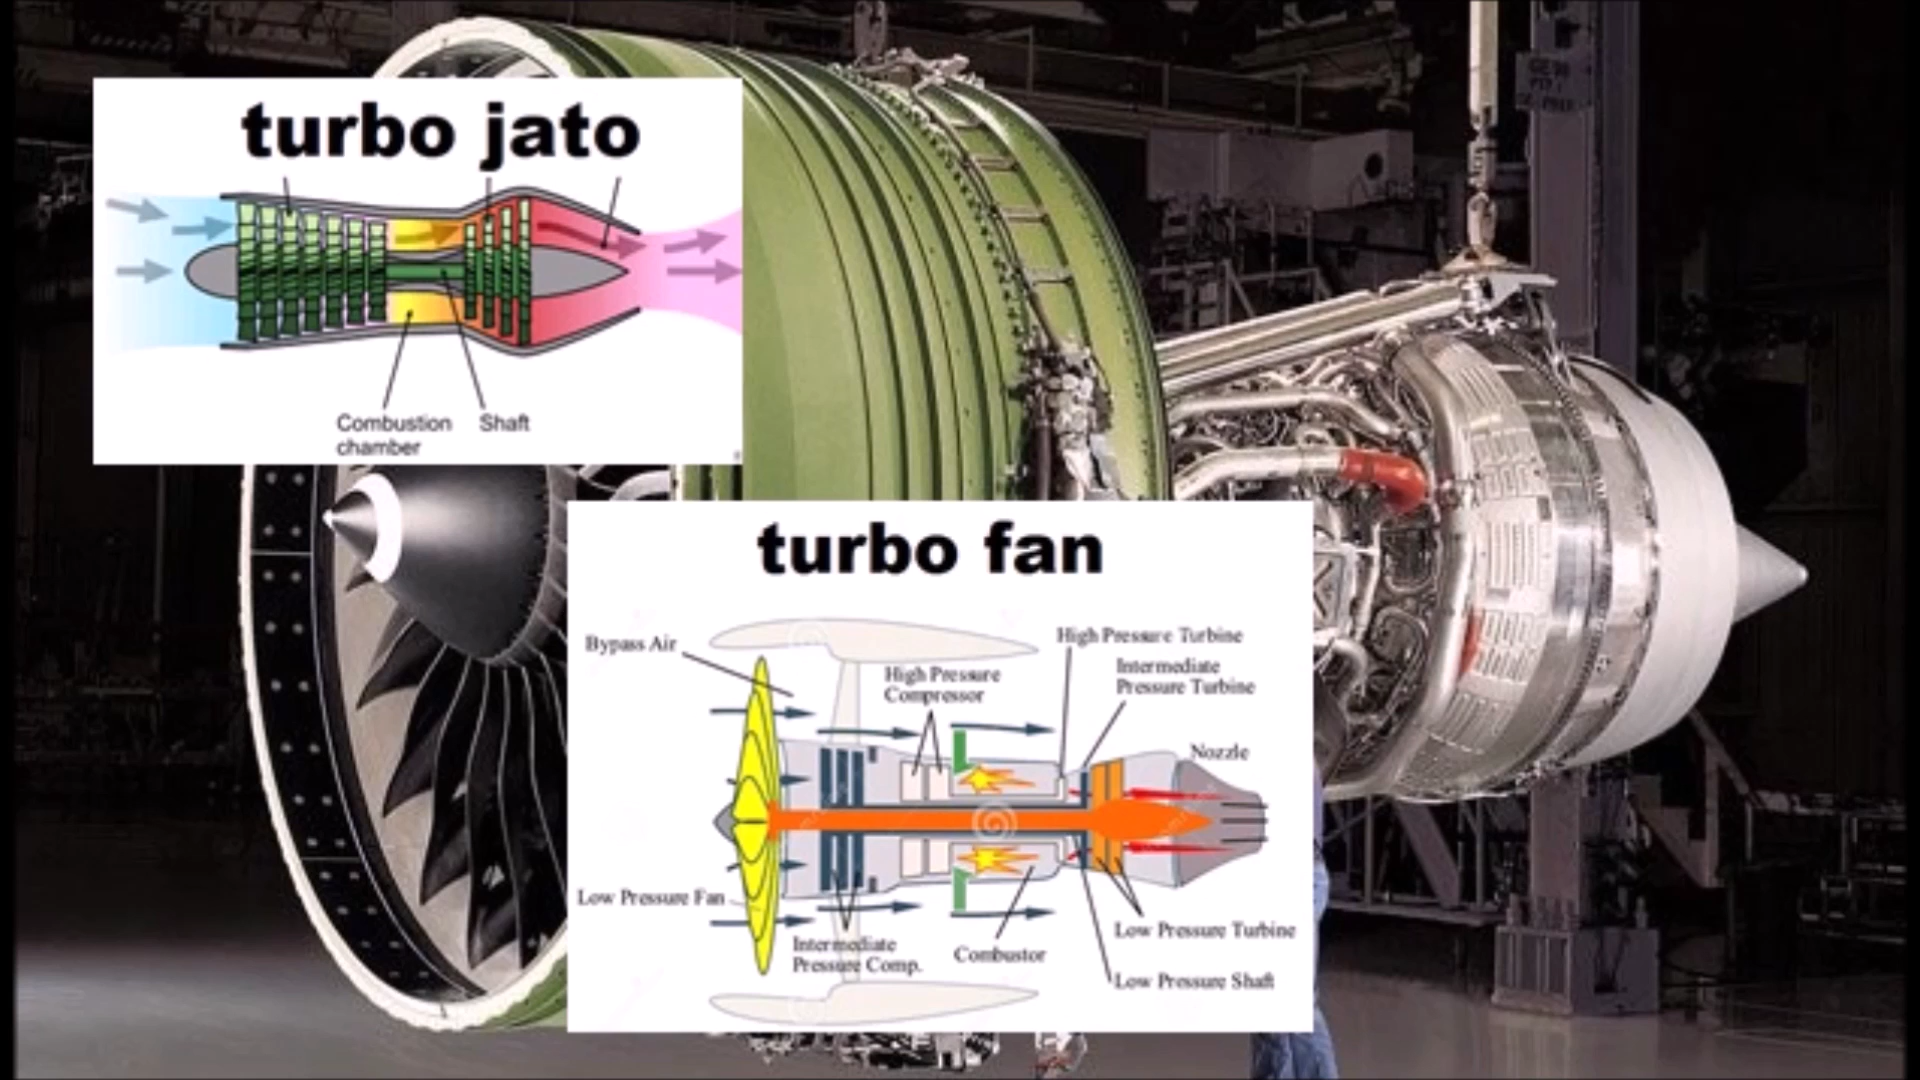 turbo jato
Combustion
chamber
Shaft
turbo fan
Bypass Air
High Pressure Turbine
High Pressure
Compressor
Intermediate
Pressure Turbine
Nozzle
Low Pressure Fan
Intermediate
Pressure Comp.
Combustor
Low Pressure Turbine
Low Pressure Shaft